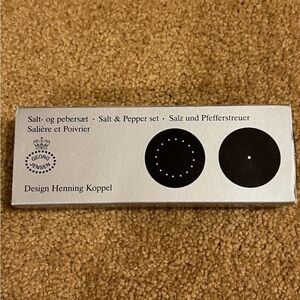 Salt- og pebersæt · Salt & Pepper set · Salz und Pfefferstreuer
Salière et Poivrier
GEORG
JENSEN
Design Henning Koppel